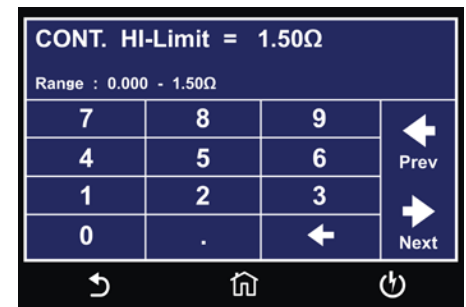 CONT. HI-Limit = 1.50Ω
Range : 0.000 - 1.50Ω
7 8 9
Prev
4 5 6
1 2 3
Next
0 .